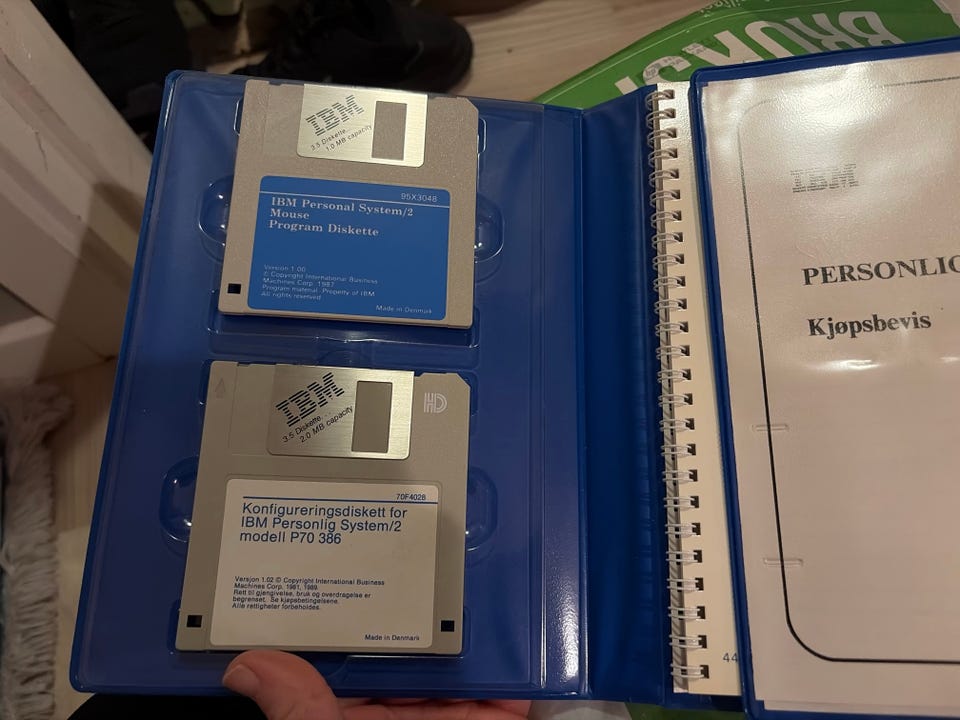 BRUKT
IBM
3.5 Diskette...
1.0 MB capacity
95X3048
IBM Personal System/2
Mouse
Program Diskette
Version 1.00
© Copyright International Business
Machines Corp. 1987
Program material - Property of IBM
All rights reserved
Made in Denmark
IBM
3.5 Diskette...
2.0 MB capacity
HD
70F4028
Konfigureringsdiskett for
IBM Personlig System/2
modell P70 386
Versjon 1.02 © Copyright International Business
Machines Corp. 1981, 1989.
Rett til gjengivelse, bruk og overdragelse er
begrenset. Se kjøpsbetingelsene.
Alle rettigheter forbeholdes.
Made in Denmark
IBM
PERSONLIG
Kjøpsbevis
44